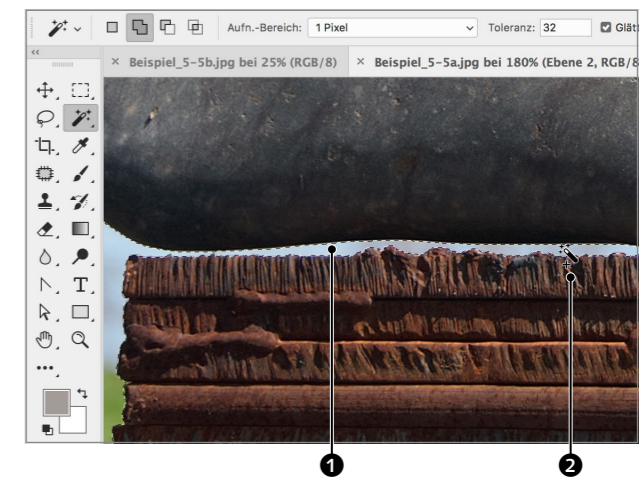 Aufn.-Bereich: 1 Pixel Toleranz: 32 Glätt
× Beispiel_5-5b.jpg bei 25% (RGB/8) × Beispiel_5-5a.jpg bei 180% (Ebene 2, RGB/8
T
1 2